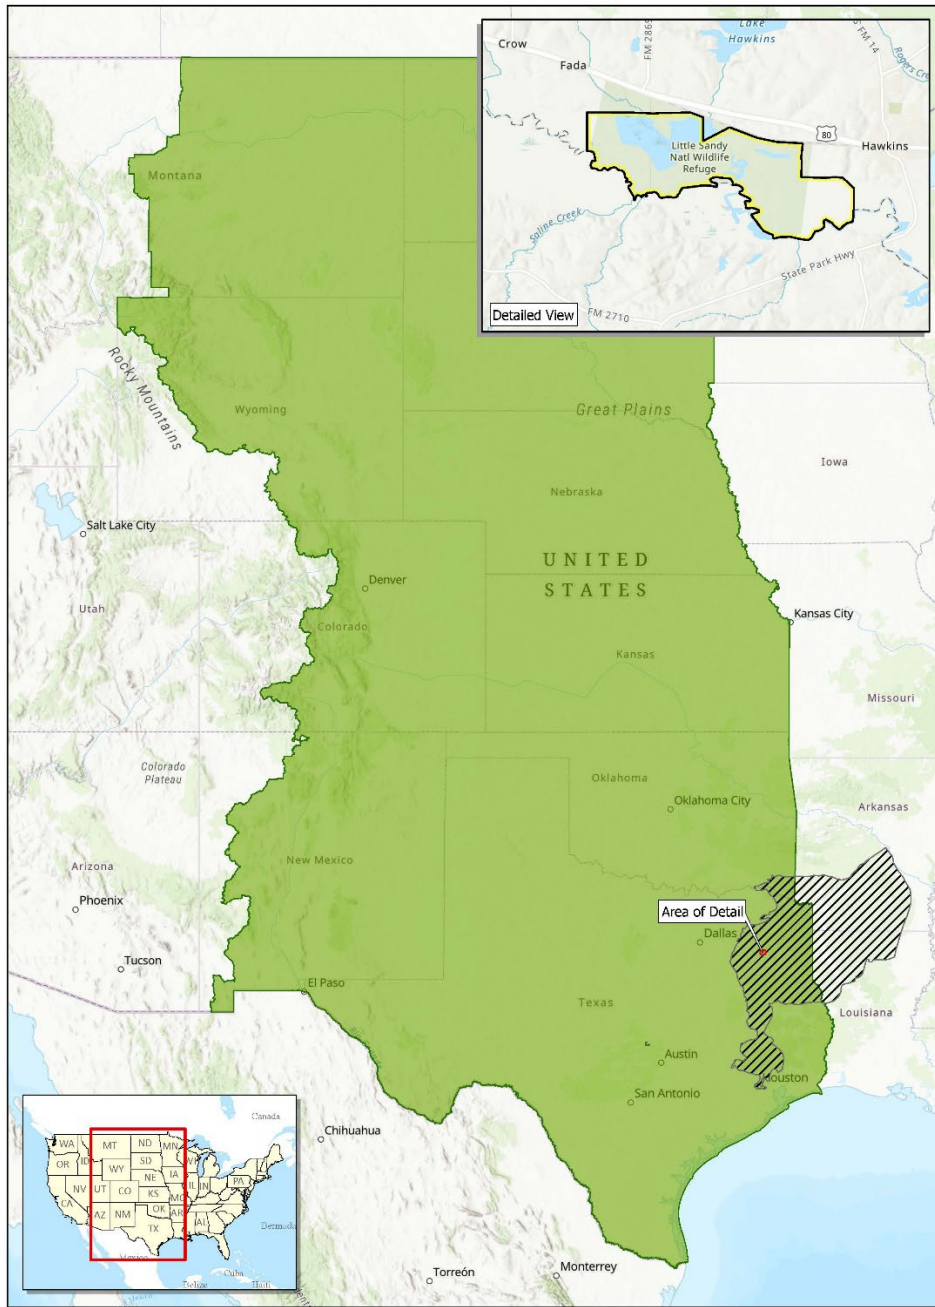 Crow
Fada
FM 2869
Lake
Hawkins
FM 14
80
Hawkins
Little Sandy
Natl Wildlife
Refuge
Saline Creek
State Park Hwy
FM 2710
Detailed View
Montana
Rocky Mountains
Wyoming
Great Plains
Iowa
Nebraska
Salt Lake City
UNITED
STATES
Denver
Utah
Kansas City
Colorado
Kansas
Missouri
Colorado
Plateau
Oklahoma
Oklahoma City
Arkansas
New Mexico
Arizona
Phoenix
Area of Detail
Dallas
Tucson
El Paso
Texas
Louisiana
Austin
Houston
San Antonio
Chihuahua
Torreón
Monterrey
Canada
WA
MT
ND
MN
OR
ID
SD
WY
NE
IA
NV
UT
CO
KS
MO
IL
IN
PA
CA
AZ
NM
OK
AR
TX
AL
Bermuda
Mexico
Cuba
Belize
Haiti